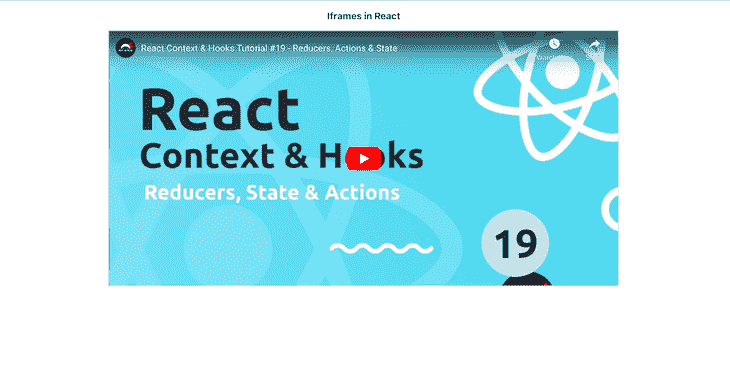 Iframes in React
React Context & Hooks Tutorial #19 - Reducers, Actions & State
React
Context & Hooks
Reducers, State & Actions
19